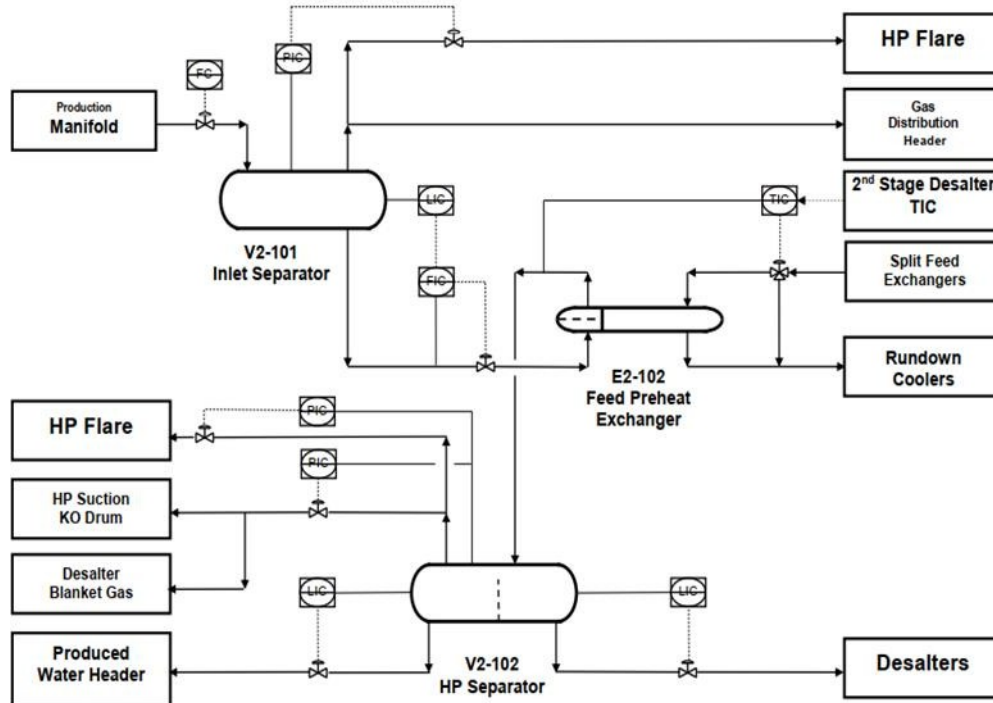 HP Flare
PIC
FC
Production
Manifold
Gas
Distribution
Header
2nd Stage Desalter
TIC
LIC
TIC
V2-101
Inlet Separator
Split Feed
Exchangers
FIC
E2-102
Feed Preheat
Exchanger
Rundown
Coolers
HP Flare
PIC
PIC
HP Suction
KO Drum
Desalter
Blanket Gas
LIC
LIC
Produced
Water Header
V2-102
HP Separator
Desalters